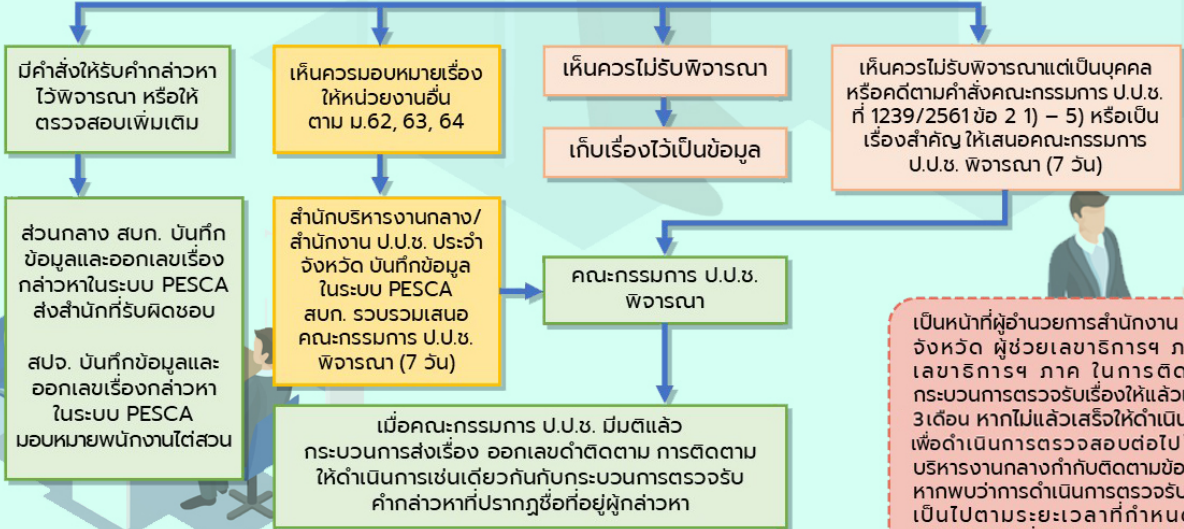 มีคำสั่งให้รับคำกล่าวหา
ไว้พิจารณา หรือให้
ตรวจสอบเพิ่มเติม
เห็นควรมอบหมายเรื่อง
ให้หน่วยงานอื่น
ตาม ม.62, 63, 64
เห็นควรไม่รับพิจารณา
เก็บเรื่องไว้เป็นข้อมูล
เห็นควรไม่รับพิจารณาแต่เป็นบุคคล
หรือคดีตามคำสั่งคณะกรรมการ ป.ป.ช.
ที่ 1239/2561 ข้อ 2 1) – 5) หรือเป็น
เรื่องสำคัญ ให้เสนอคณะกรรมการ
ป.ป.ช. พิจารณา (7 วัน)
ส่วนกลาง สบก. บันทึก
ข้อมูลและออกเลขเรื่อง
กล่าวหาในระบบ PESCA
ส่งสำนักที่รับผิดชอบ
สปจ. บันทึกข้อมูลและ
ออกเลขเรื่องกล่าวหา
ในระบบ PESCA
มอบหมายพนักงานไต่สวน
สำนักบริหารงานกลาง/
สำนักงาน ป.ป.ช. ประจำ
จังหวัด บันทึกข้อมูล
ในระบบ PESCA
สบก. รวบรวมเสนอ
คณะกรรมการ ป.ป.ช.
พิจารณา (7 วัน)
คณะกรรมการ ป.ป.ช.
พิจารณา
เมื่อคณะกรรมการ ป.ป.ช. มีมติแล้ว
กระบวนการส่งเรื่อง ออกเลขดำติดตาม การติดตาม
ให้ดำเนินการเช่นเดียวกันกับกระบวนการตรวจรับ
คำกล่าวหาที่ปรากฏชื่อที่อยู่ผู้กล่าวหา
เป็นหน้าที่ผู้อำนวยการสำนักงาน
จังหวัด ผู้ช่วยเลขาธิการฯ
เลขาธิการฯ ภาค ในการ
กระบวนการตรวจรับเรื่องให้
3เดือน หากไม่แล้วเสร็จให้
เพื่อดำเนินการตรวจสอบต่อไป
บริหารงานกลางกำกับติดตาม
หากพบว่าการดำเนินการตรวจรับ
เป็นไปตามระยะเวลาที่